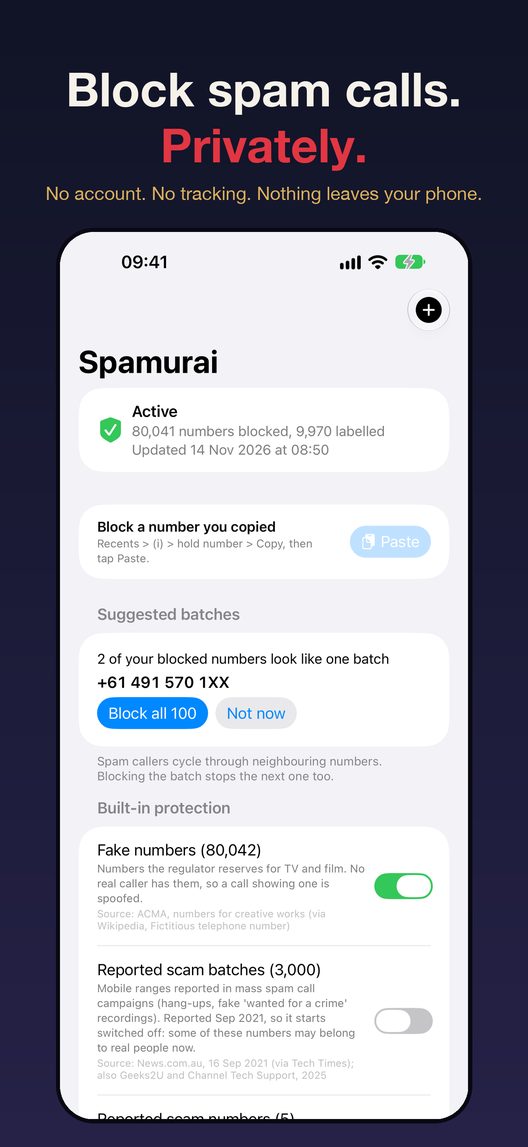 Block spam calls.
Privately.
No account. No tracking. Nothing leaves your phone.
09:41
Spamurai
Active
80,041 numbers blocked, 9,970 labelled
Updated 14 Nov 2026 at 08:50
Block a number you copied
Recents > (i) > hold number > Copy, then
tap Paste.
Paste
Suggested batches
2 of your blocked numbers look like one batch
+61 491 570 1XX
Block all 100
Not now
Spam callers cycle through neighbouring numbers.
Blocking the batch stops the next one too.
Built-in protection
Fake numbers (80,042)
Numbers the regulator reserves for TV and film. No
real caller has them, so a call showing one is
spoofed.
Source: ACMA, numbers for creative works (via
Wikipedia, Fictitious telephone number)
Reported scam batches (3,000)
Mobile ranges reported in mass spam call
campaigns (hang-ups, fake 'wanted for a crime'
recordings). Reported Sep 2021, so it starts
switched off: some of these numbers may belong
to real people now.
Source: News.com.au, 16 Sep 2021 (via Tech Times);
also Geeks2U and Channel Tech Support, 2025
Reported scam numbers (5)